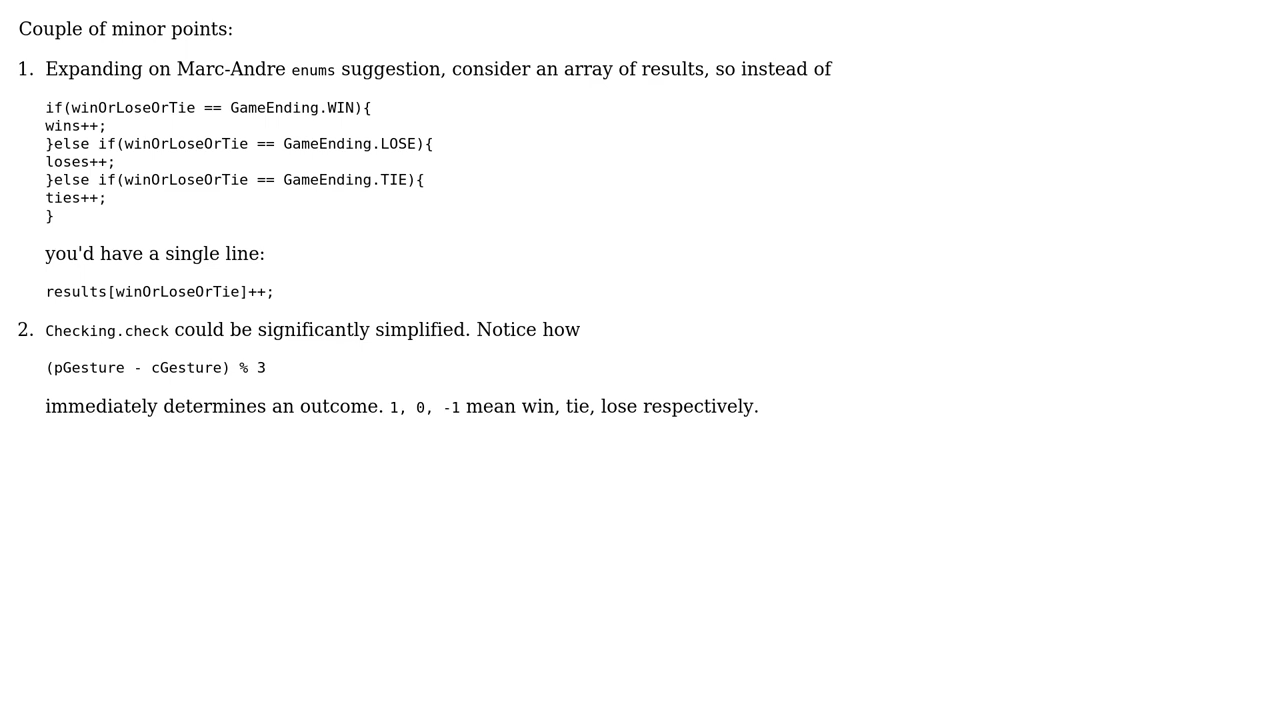 Couple of minor points:
1. Expanding on Marc-Andre enums suggestion, consider an array of results, so instead of
if(winOrLoseOrTie == GameEnding.WIN){
wins++;
}else if(winOrLoseOrTie == GameEnding.LOSE){
loses++;
}else if(winOrLoseOrTie == GameEnding.TIE){
ties++;
}
you'd have a single line:
results[winOrLoseOrTie]++;
2. Checking.check could be significantly simplified. Notice how
(pGesture - cGesture) % 3
immediately determines an outcome. 1, 0, -1 mean win, tie, lose respectively.